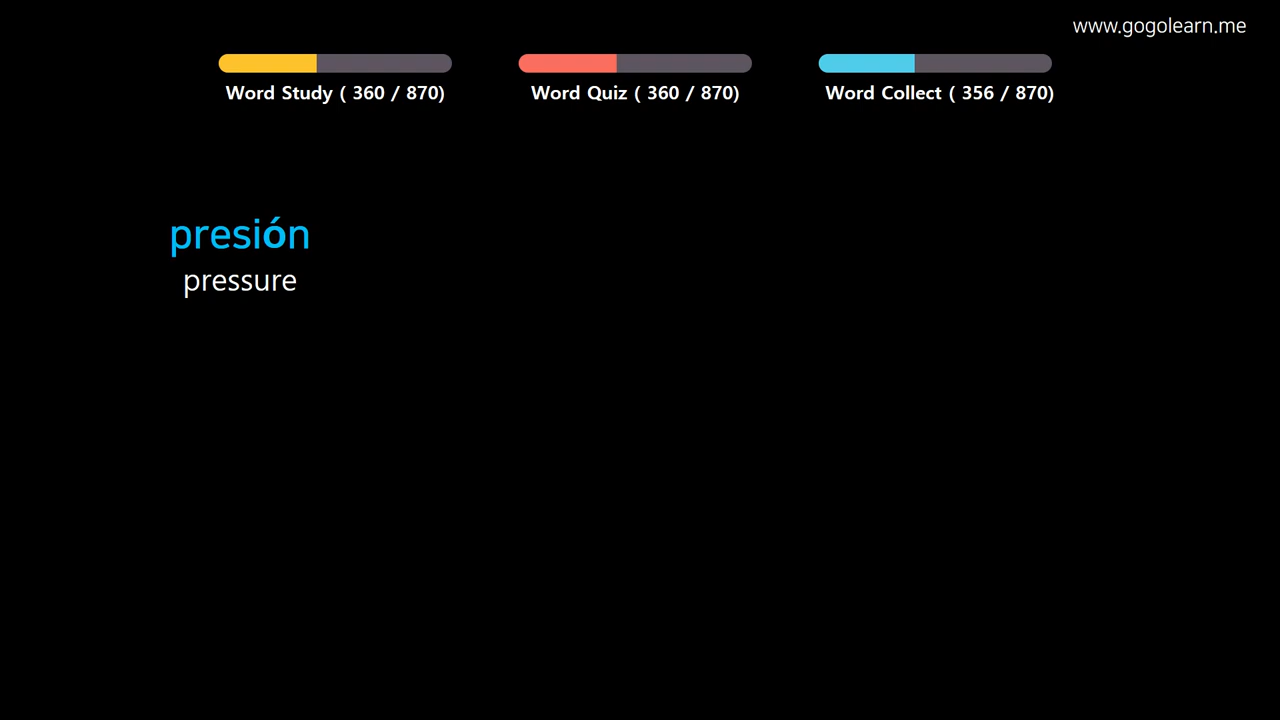 www.gogolearn.me
Word Study ( 360 / 870)
Word Quiz ( 360 / 870)
Word Collect ( 356 / 870)
presión
pressure